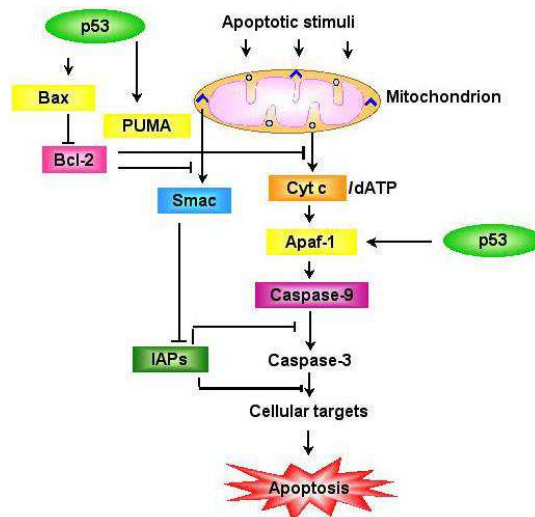 p53
Apoptotic stimuli
Bax
PUMA
Mitochondrion
Bcl-2
Cyt c /dATP
Smac
Apaf-1
p53
Caspase-9
IAPs
Caspase-3
Cellular targets
Apoptosis